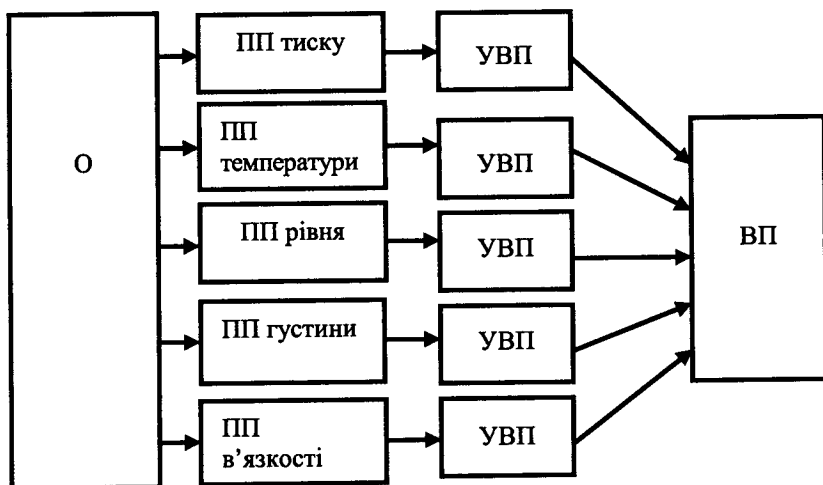 О
ПП тиску
УВП
ПП
температури
УВП
ПП рівня
УВП
ПП густини
УВП
ПП
в’язкості
УВП
ВП